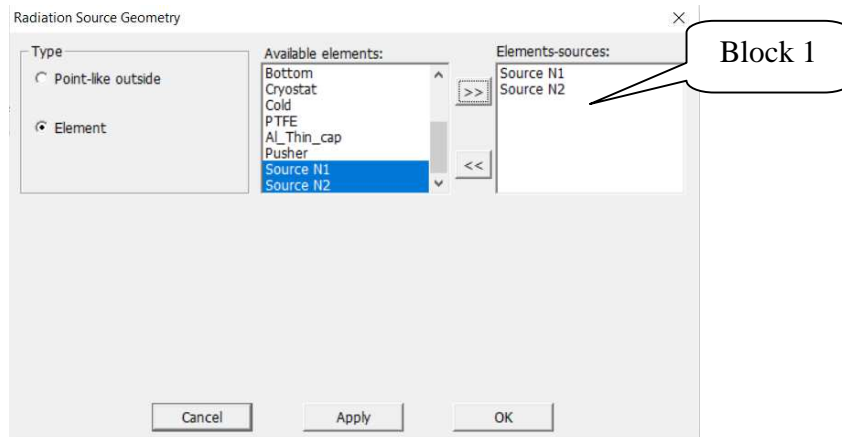 Radiation Source Geometry
Type
Point-like outside
Element
Available elements:
Bottom
Cryostat
Cold
PTFE
Al_Thin_cap
Pusher
Source N1
Source N2
>>
<<
Elements-sources:
Source N1
Source N2
Block 1
Cancel
Apply
OK